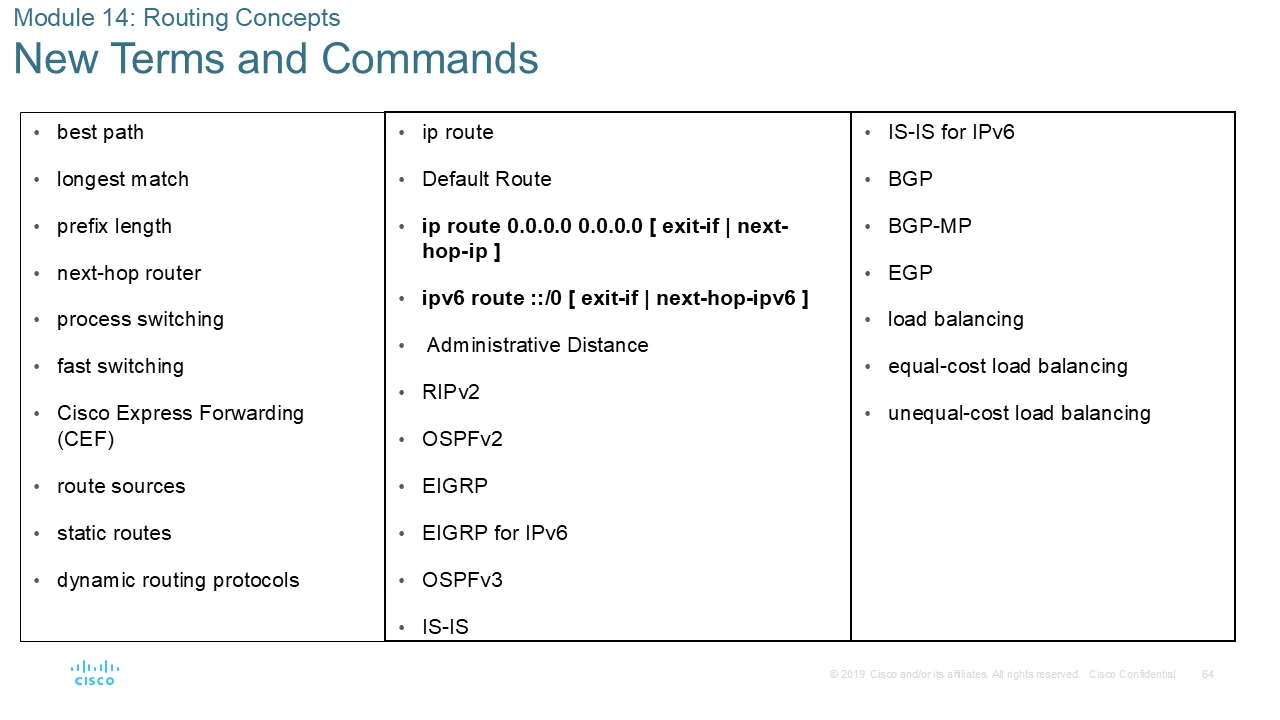 Module 14: Routing Concepts
New Terms and Commands
• best path
• longest match
• prefix length
• next-hop router
• process switching
• fast switching
• Cisco Express Forwarding
(CEF)
• route sources
• static routes
• dynamic routing protocols
• ip route
• Default Route
• ip route 0.0.0.0 0.0.0.0 [ exit-if | next-
hop-ip ]
• ipv6 route ::/0 [ exit-if | next-hop-ipv6 ]
• Administrative Distance
• RIPv2
• OSPFv2
• EIGRP
• EIGRP for IPv6
• OSPFv3
• IS-IS
• IS-IS for IPv6
• BGP
• BGP-MP
• EGP
• load balancing
• equal-cost load balancing
• unequal-cost load balancing
CISCO
© 2019 Cisco and/or its affiliates. All rights reserved. Cisco Confidential 64